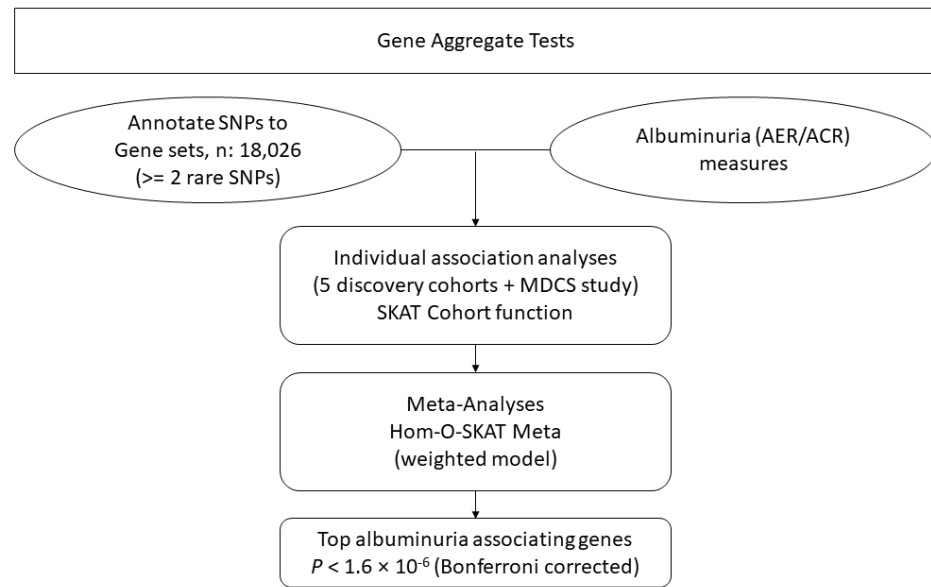 Gene Aggregate Tests
Annotate SNPs to
Gene sets, n: 18,026
(>= 2 rare SNPs)
Albuminuria (AER/ACR)
measures
Individual association analyses
(5 discovery cohorts + MDCS study)
SKAT Cohort function
Meta-Analyses
Hom-O-SKAT Meta
(weighted model)
Top albuminuria associating genes
P < 1.6 × 10⁻⁶ (Bonferroni corrected)